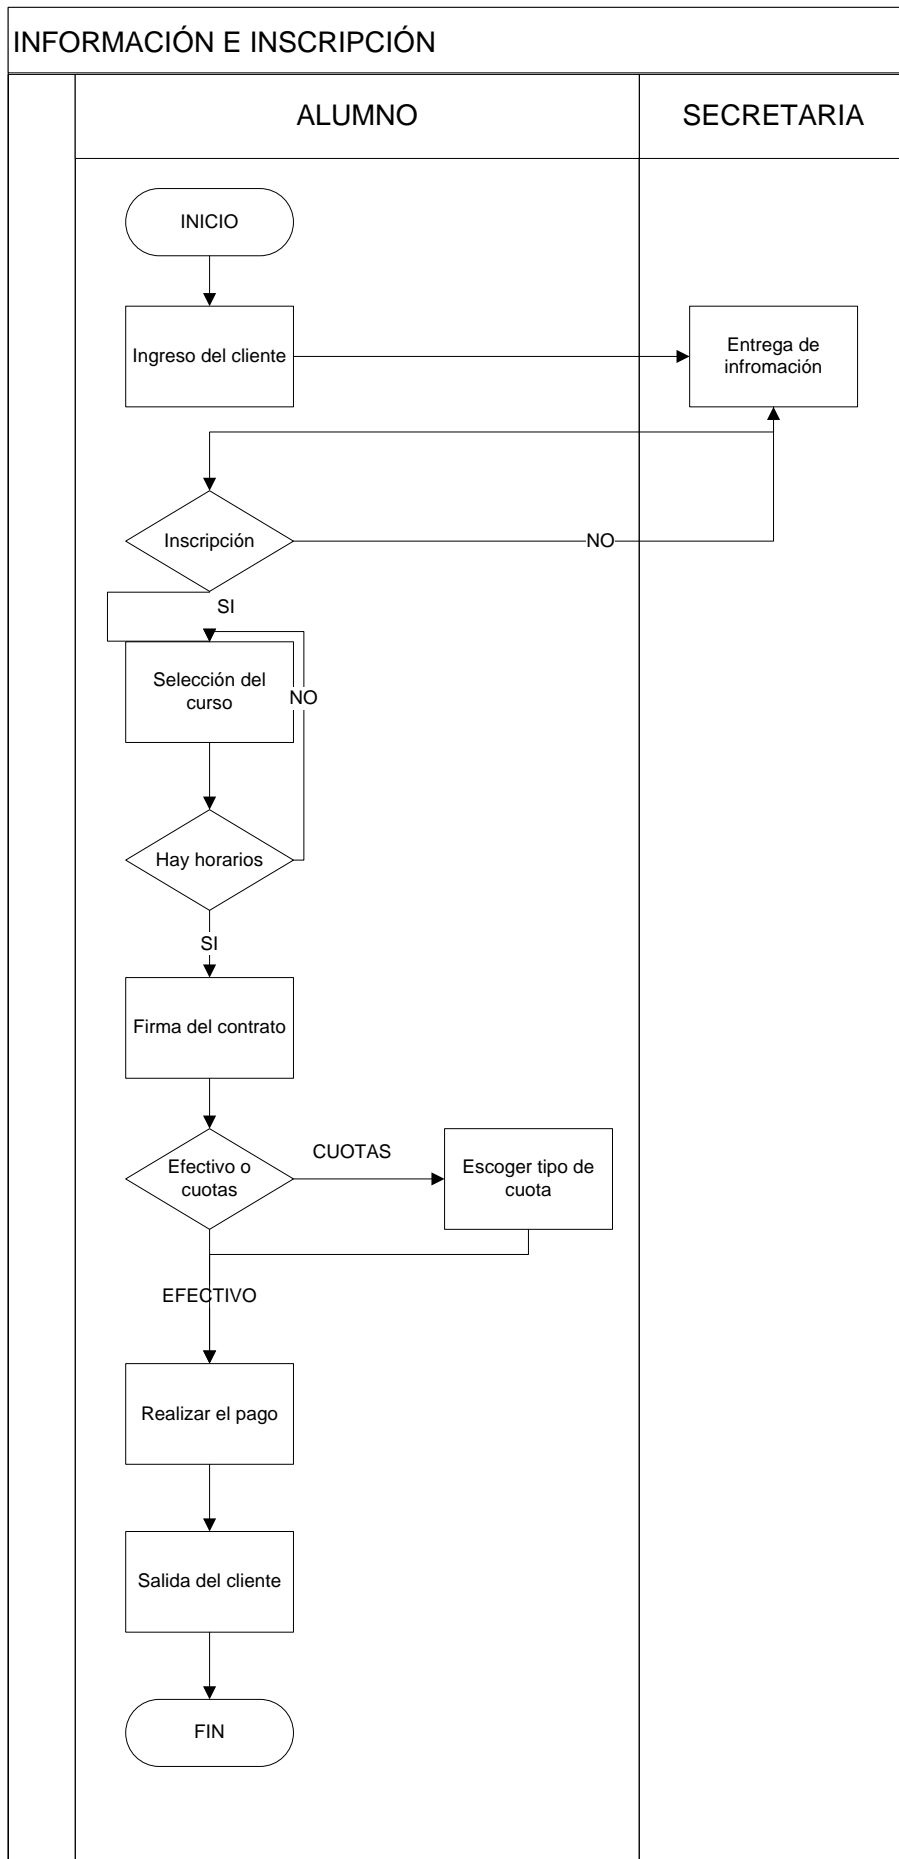 INFORMACIÓN E INSCRIPCIÓN
ALUMNO
SECRETARIA
INICIO
Ingreso del cliente
Entrega de
infromación
Inscripción
NO
SI
Selección del
curso
NO
Hay horarios
SI
Firma del contrato
Efectivo o
cuotas
CUOTAS
Escoger tipo de
cuota
EFECTIVO
Realizar el pago
Salida del cliente
FIN